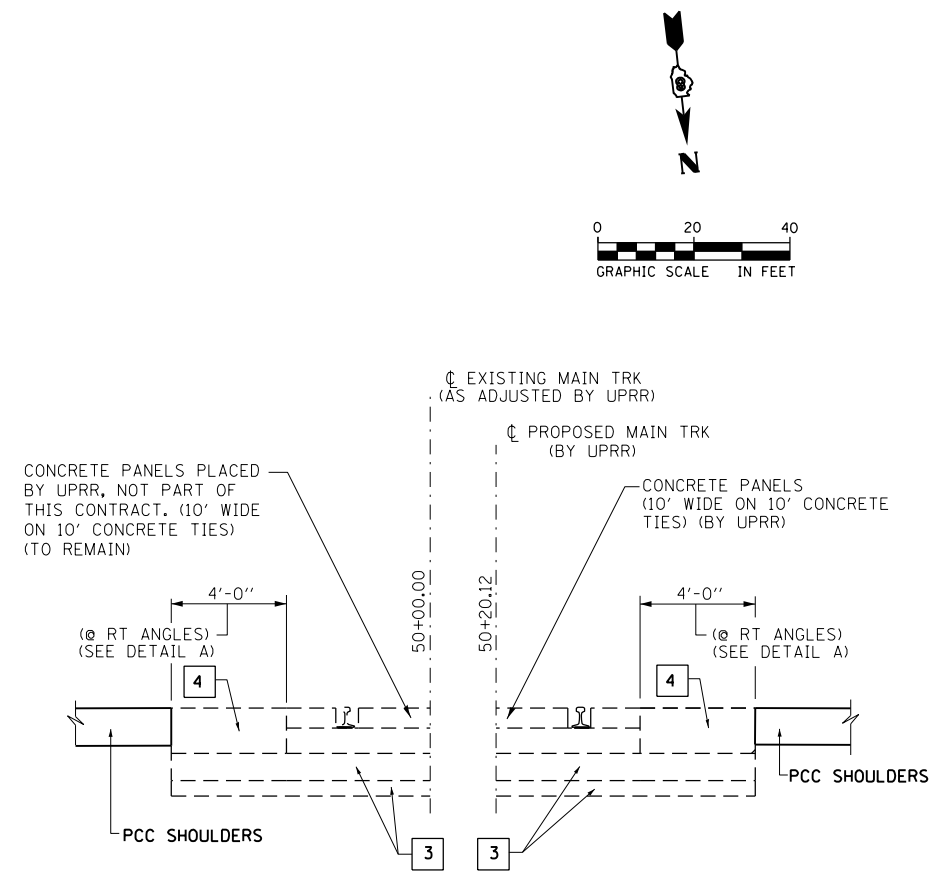 N
0 20 40
GRAPHIC SCALE IN FEET
℄ EXISTING MAIN TRK
(AS ADJUSTED BY UPRR)
℄ PROPOSED MAIN TRK
(BY UPRR)
CONCRETE PANELS PLACED
BY UPRR, NOT PART OF
THIS CONTRACT. (10' WIDE
ON 10' CONCRETE TIES)
(TO REMAIN)
CONCRETE PANELS
(10' WIDE ON 10' CONCRETE
TIES) (BY UPRR)
50+00.00
50+20.12
4'-0''
(@ RT ANGLES)
(SEE DETAIL A)
4'-0''
(@ RT ANGLES)
(SEE DETAIL A)
4
4
PCC SHOULDERS
PCC SHOULDERS
3
3